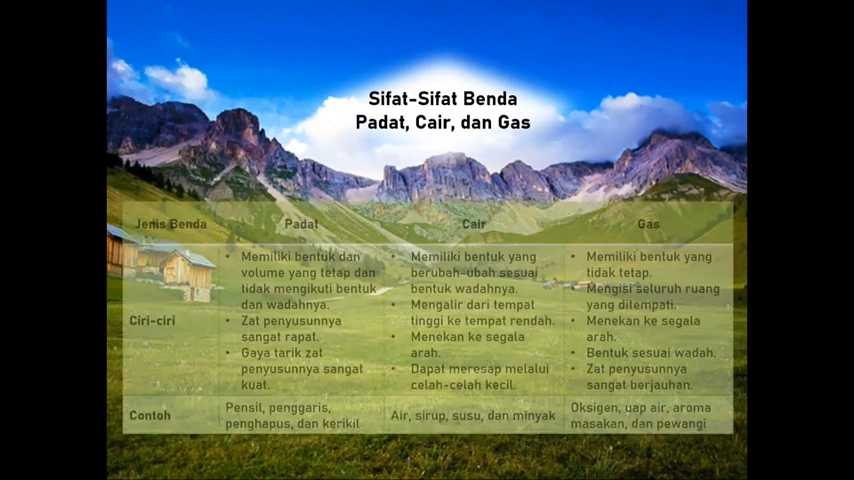 Sifat-Sifat Benda
Padat, Cair, dan Gas
Jenis Benda
Padat
Cair
Gas
Ciri-ciri
• Memiliki bentuk dan
volume yang tetap dan
tidak mengikuti bentuk
dan wadahnya.
• Zat penyusunnya
sangat rapat.
• Gaya tarik zat
penyusunnya sangat
kuat.
• Memiliki bentuk yang
berubah-ubah sesuai
bentuk wadahnya.
• Mengalir dari tempat
tinggi ke tempat rendah.
• Menekan ke segala
arah.
• Dapat meresap melalui
celah-celah kecil.
• Memiliki bentuk yang
tidak tetap.
• Mengisi seluruh ruang
yang ditempati.
• Menekan ke segala
arah.
• Bentuk sesuai wadah.
• Zat penyusunnya
sangat berjauhan.
Contoh
Pensil, penggaris,
penghapus, dan kerikil
Air, sirup, susu, dan minyak
Oksigen, uap air, aroma
masakan, dan pewangi